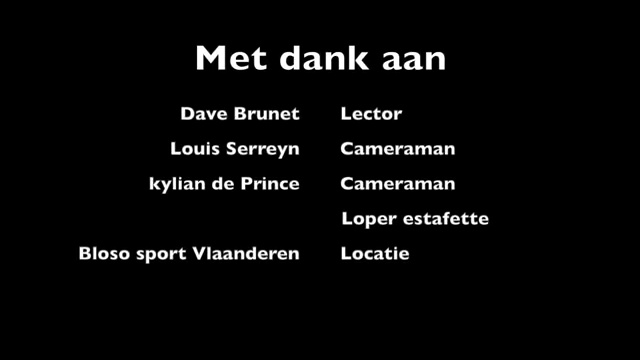 Met dank aan
Dave Brunet Lector
Louis Serreyn Cameraman
kylian de Prince Cameraman
Loper estafette
Bloso sport Vlaanderen Locatie